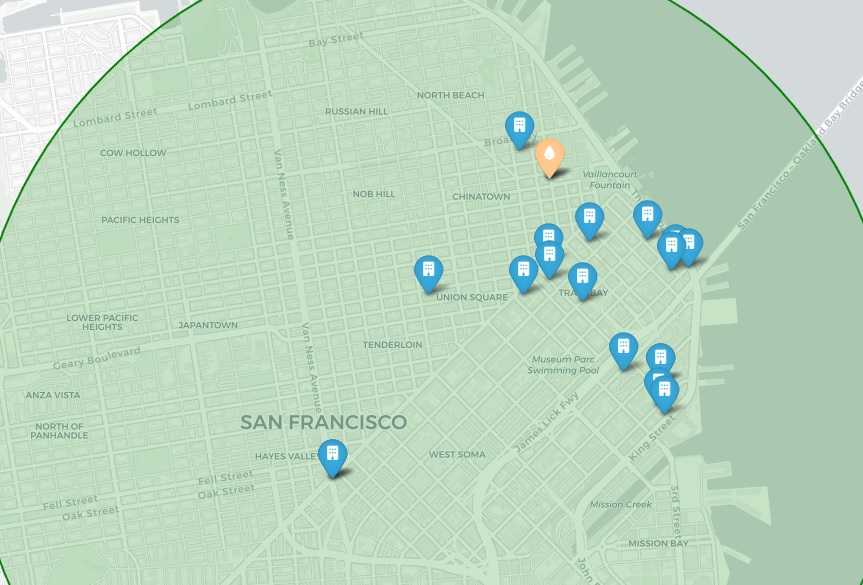 Bay Street
NORTH BEACH
Lombard Street
Lombard Street
RUSSIAN HILL
San Francisco - Oakland Bay Bridge
COW HOLLOW
Van Ness Avenue
Vaillancourt
Fountain
NOB HILL
CHINATOWN
PACIFIC HEIGHTS
UNION SQUARE
LOWER PACIFIC
HEIGHTS
JAPANTOWN
Van Ness Avenue
TENDERLOIN
Geary Boulevard
Museum Parc
Swimming Pool
ANZA VISTA
James Lick Fwy
SAN FRANCISCO
NORTH OF
PANHANDLE
King Street
HAYES VALLEY
WEST SOMA
Fell Street
Oak Street
Fell Street
Oak Street
Mission Creek
3rd Street
MISSION BAY